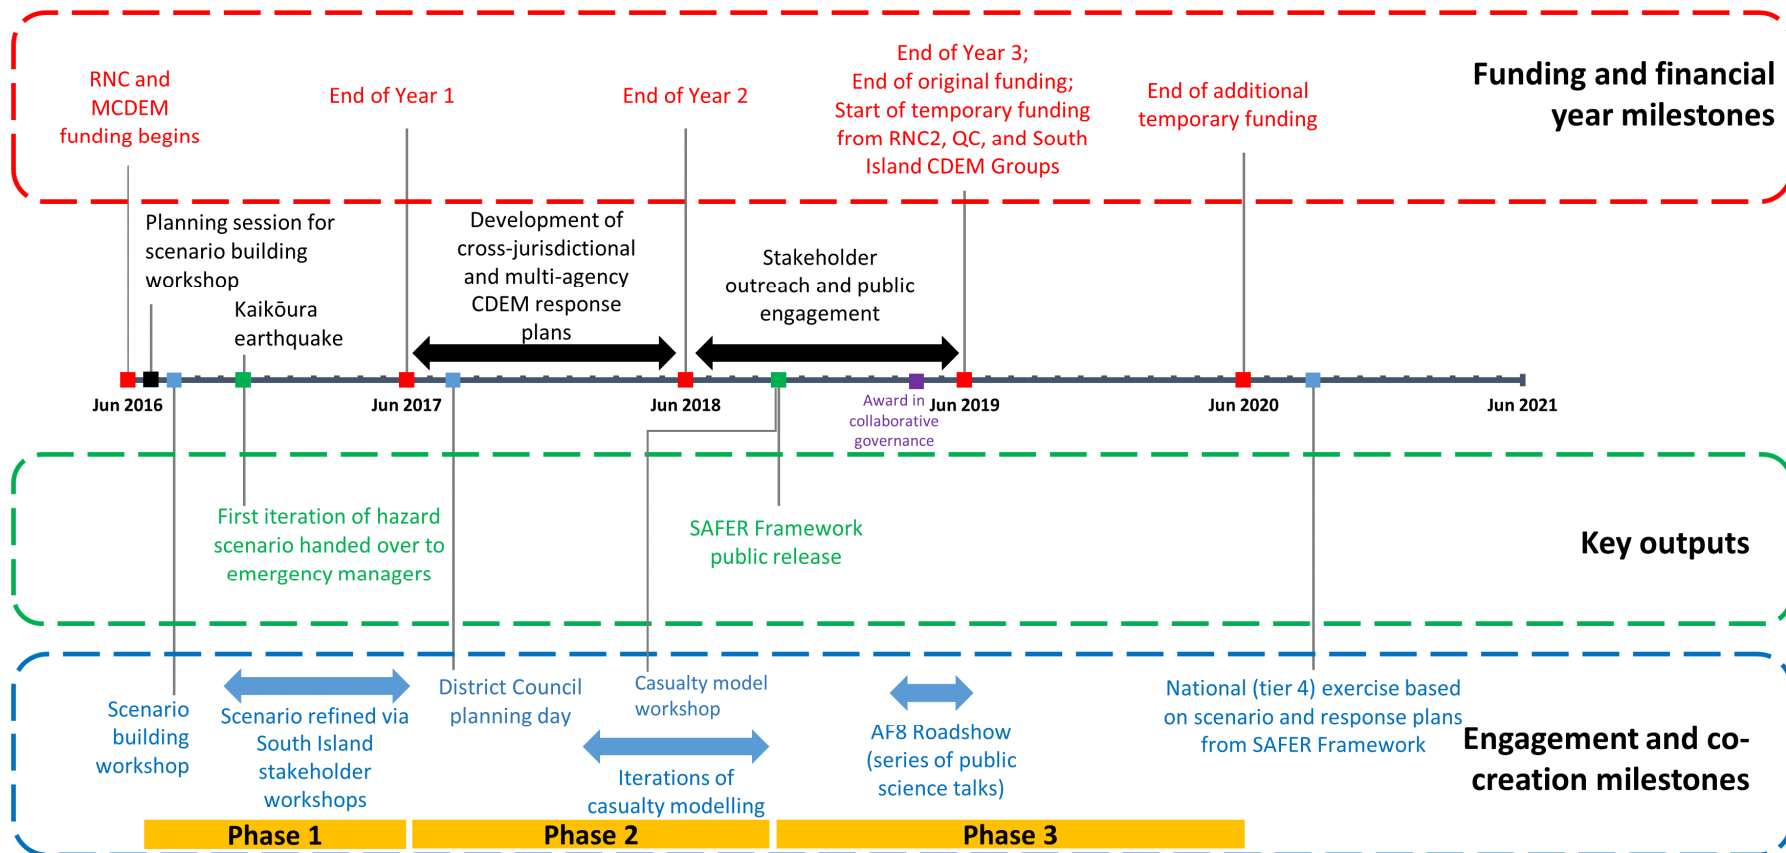 Funding and financial
year milestones
RNC and
MCDEM
funding begins
End of Year 1
End of Year 2
End of Year 3;
End of original funding;
Start of temporary funding
from RNC2, QC, and South
Island CDEM Groups
End of additional
temporary funding
Planning session for
scenario building
workshop
Kaikōura
earthquake
Development of
cross-jurisdictional
and multi-agency
CDEM response
plans
Stakeholder
outreach and public
engagement
Jun 2016
Jun 2017
Jun 2018
Jun 2019
Jun 2020
Jun 2021
Award in
collaborative
governance
First iteration of hazard
scenario handed over to
emergency managers
SAFER Framework
public release
Key outputs
Scenario
building
workshop
Scenario refined via
South Island
stakeholder
workshops
District Council
planning day
Casualty model
workshop
Iterations of
casualty modelling
AF8 Roadshow
(series of public
science talks)
National (tier 4) exercise based
on scenario and response plans
from SAFER Framework
Engagement and co-
creation milestones
Phase 1
Phase 2
Phase 3